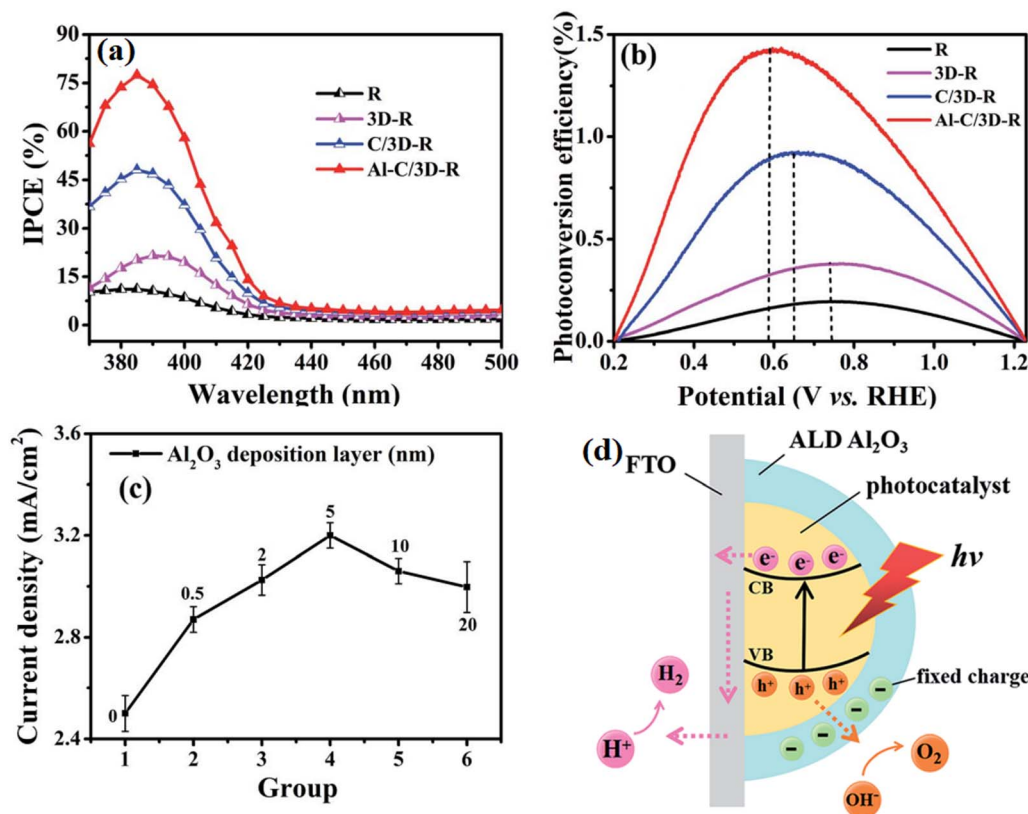 (a)
R
3D-R
C/3D-R
Al-C/3D-R
IPCE (%)
90
75
60
45
30
15
0
380 400 420 440 460 480 500
Wavelength (nm)
(b)
R
3D-R
C/3D-R
Al-C/3D-R
Photoconversion efficiency(%)
1.5
1.0
0.5
0.0
0.2 0.4 0.6 0.8 1.0 1.2
Potential (V vs. RHE)
Al₂O₃ deposition layer (nm)
(c)
Current density (mA/cm²)
3.6
3.2
2.8
2.4
0
0.5
2
5
10
20
1 2 3 4 5 6
Group
(d)
FTO
ALD Al₂O₃
photocatalyst
e⁻ e⁻ e⁻
hν
CB
VB
h⁺ h⁺ h⁺
fixed charge
− − − −
H₂
H⁺
O₂
OH⁻